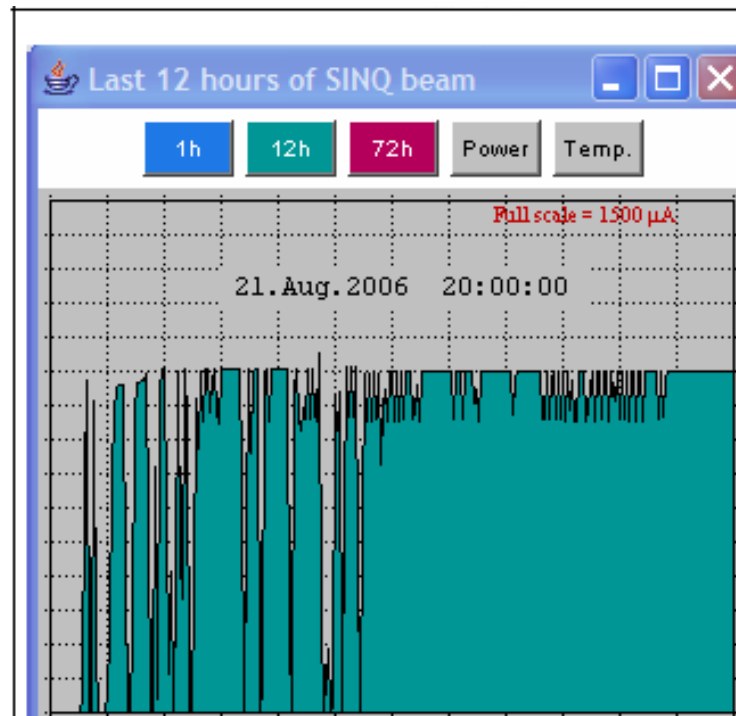 Last 12 hours of SINQ beam
1h 12h 72h Power Temp.
Full scale = 1500 µA
21.Aug.2006 20:00:00